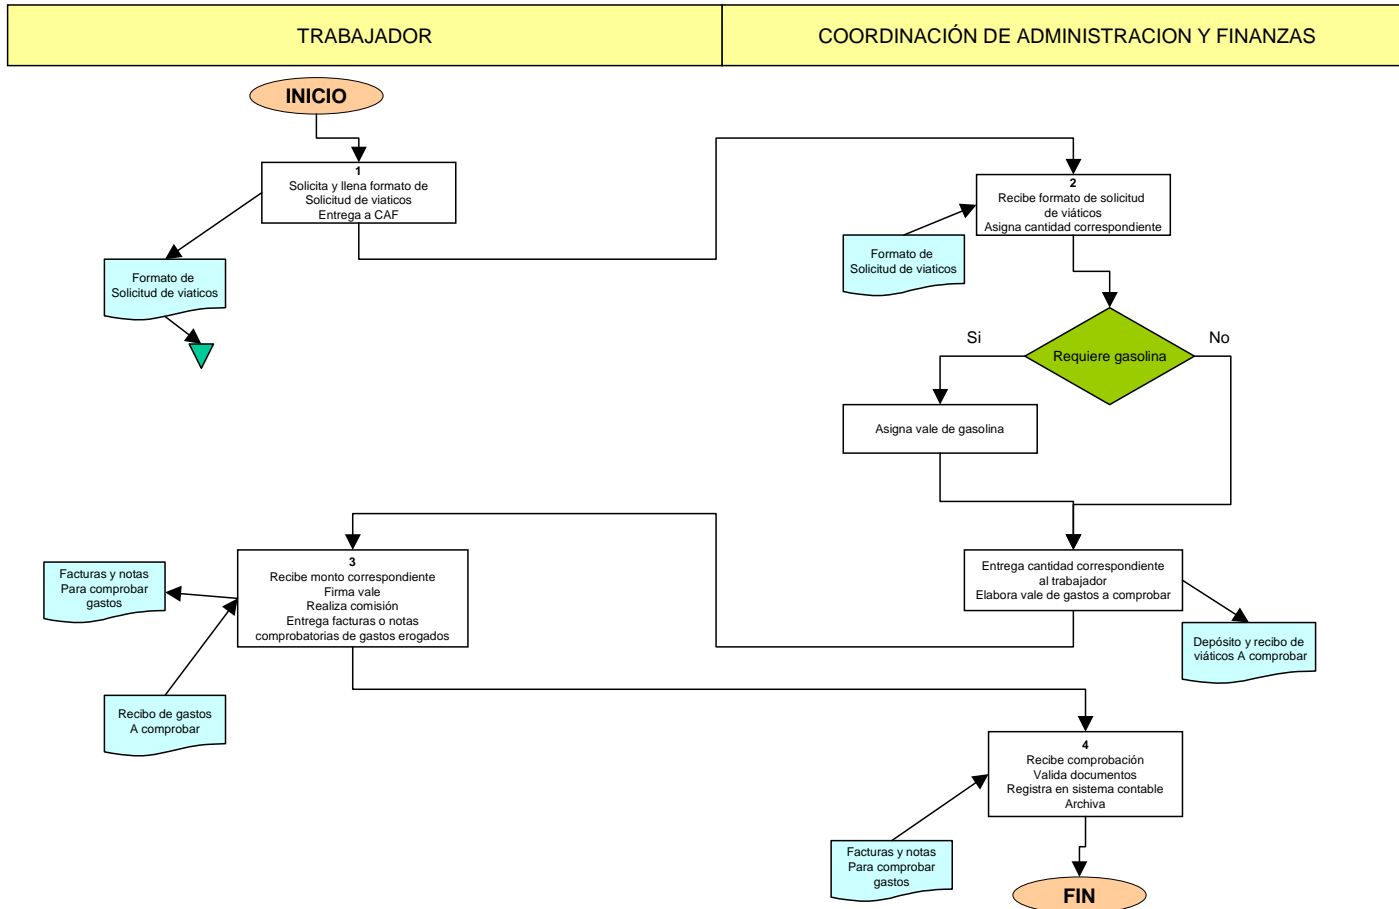 TRABAJADOR
COORDINACIÓN DE ADMINISTRACION Y FINANZAS
INICIO
1
Solicita y llena formato de
Solicitud de viaticos
Entrega a CAF
2
Recibe formato de solicitud
de viáticos
Asigna cantidad correspondiente
Formato de
Solicitud de viaticos
Formato de
Solicitud de viaticos
Si
No
Requiere gasolina
Asigna vale de gasolina
3
Recibe monto correspondiente
Firma vale
Realiza comisión
Entrega facturas o notas
comprobatorias de gastos erogados
Facturas y notas
Para comprobar
gastos
Entrega cantidad correspondiente
al trabajador
Elabora vale de gastos a comprobar
Depósito y recibo de
viáticos A comprobar
Recibo de gastos
A comprobar
4
Recibe comprobación
Valida documentos
Registra en sistema contable
Archiva
Facturas y notas
Para comprobar
gastos
FIN